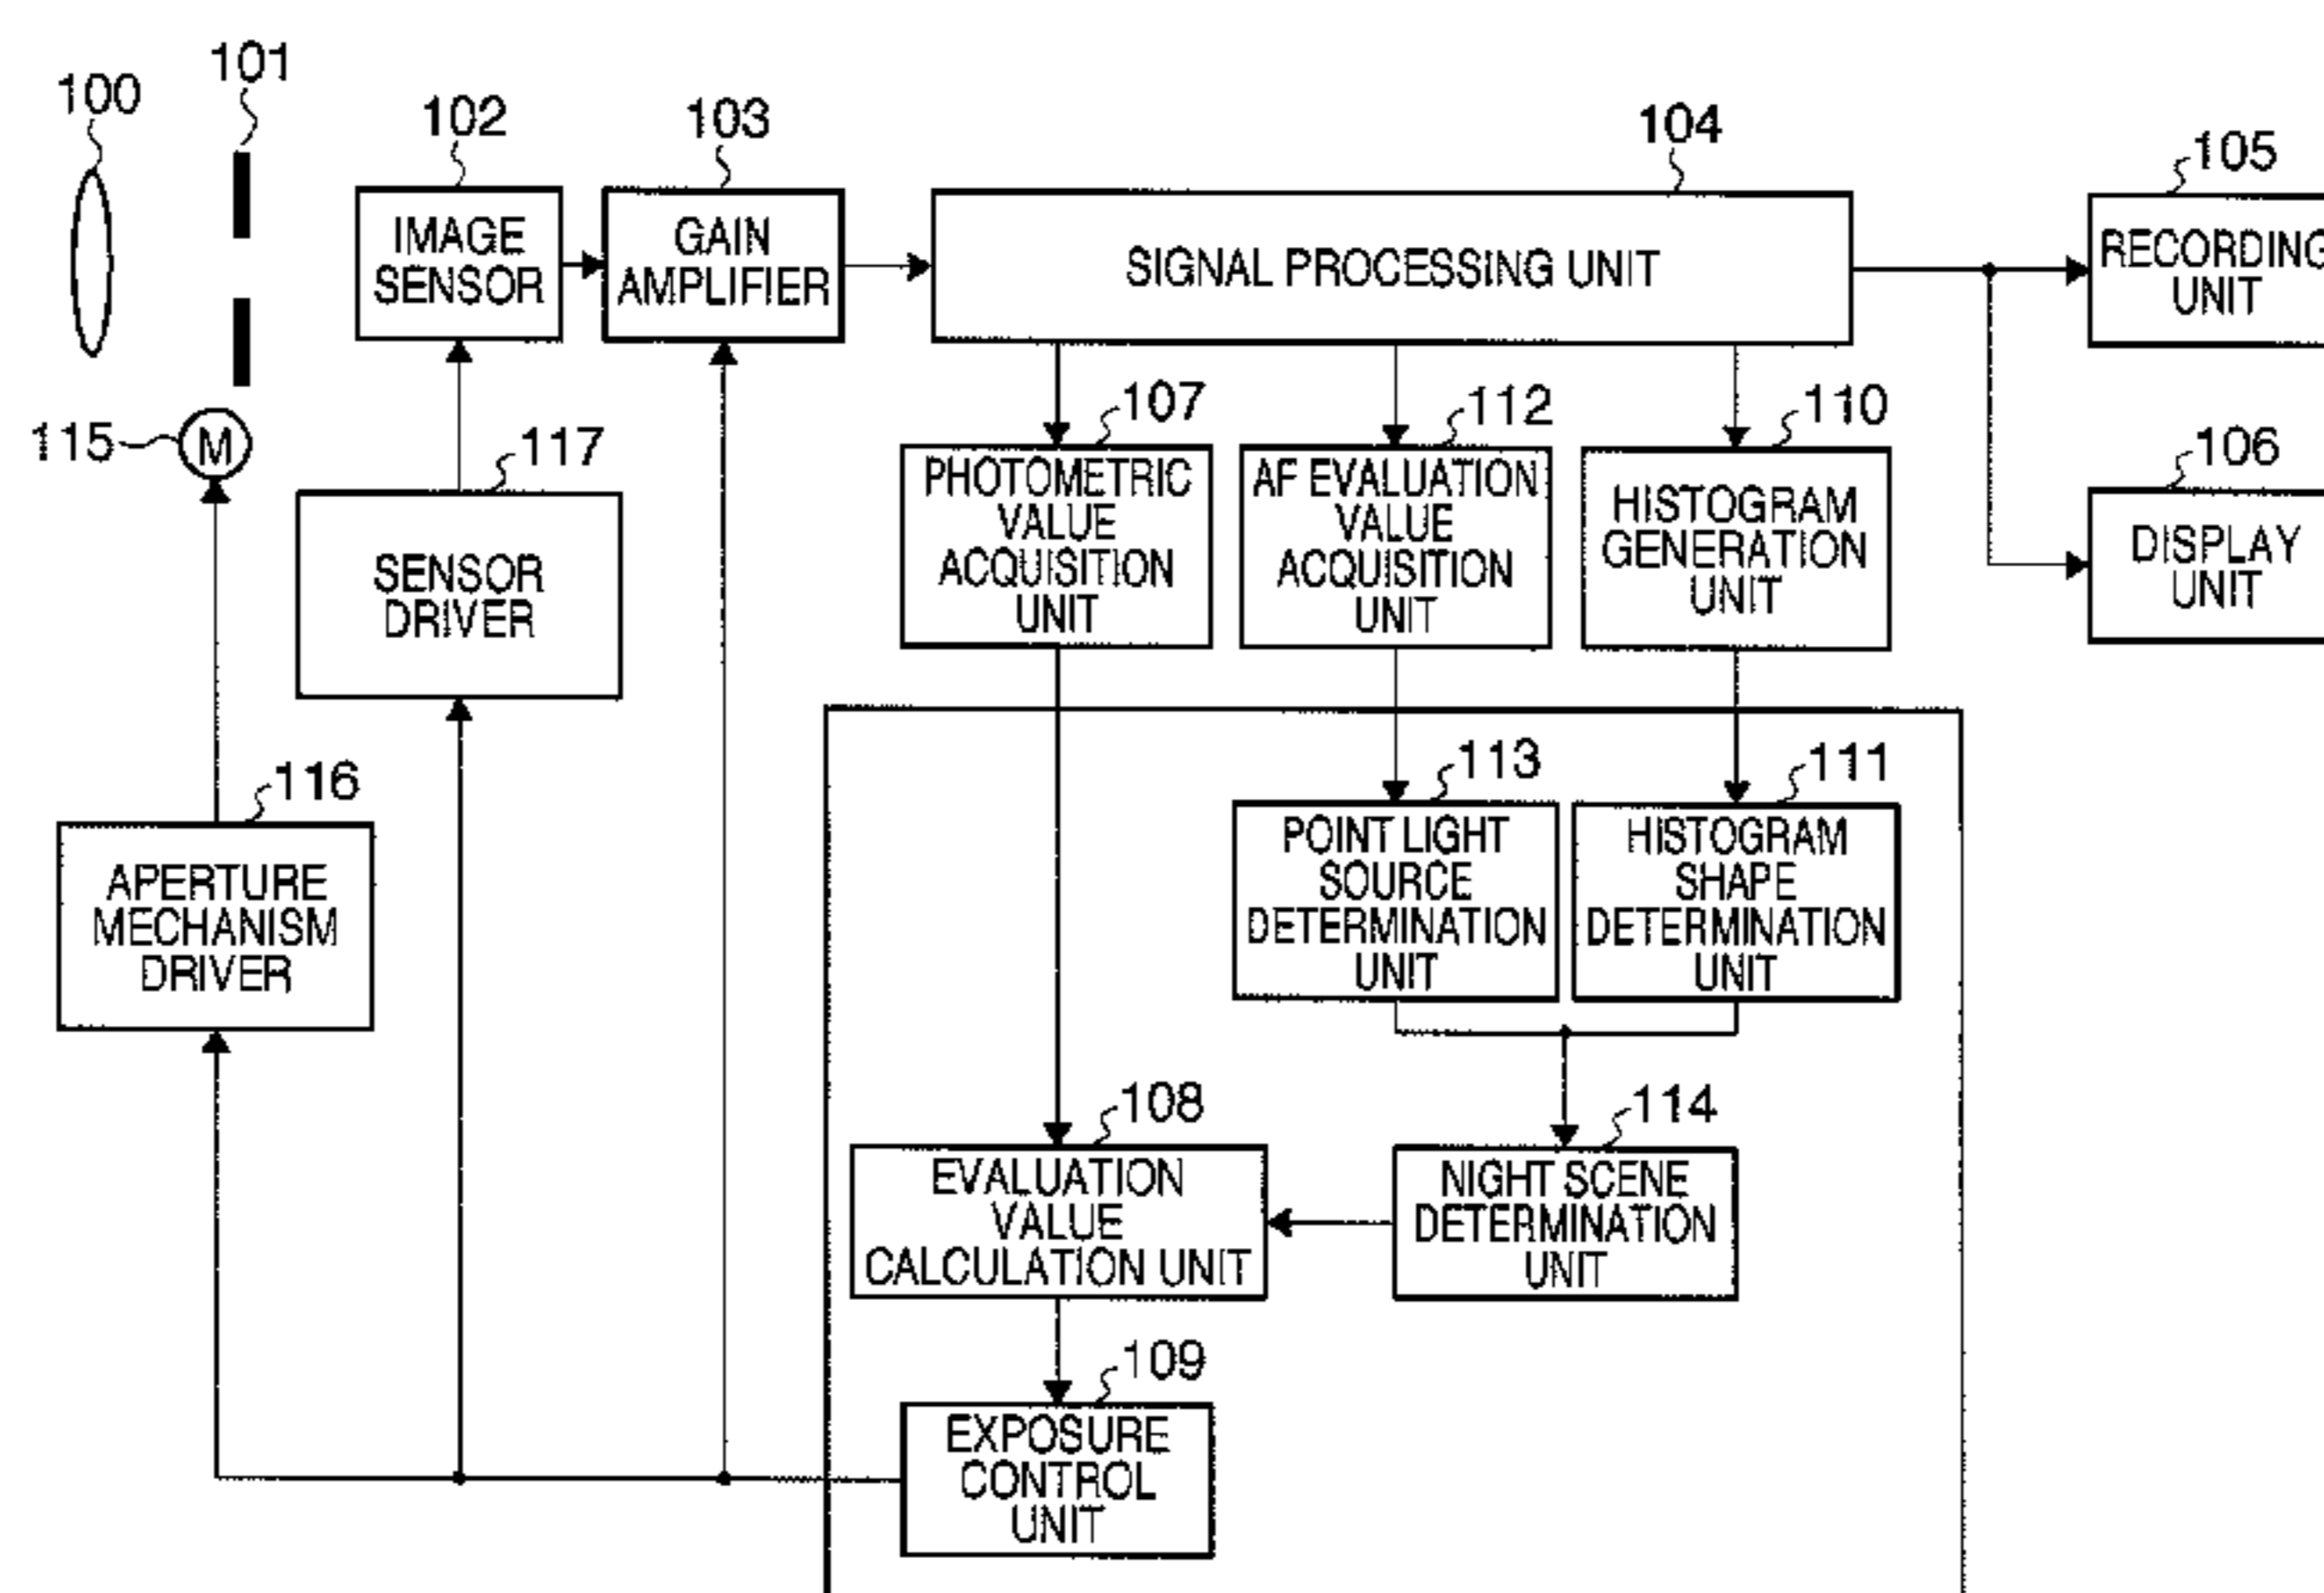 100
101
102
103
104
105
IMAGE
SENSOR
GAIN
AMPLIFIER
SIGNAL PROCESSING UNIT
RECORDING
UNIT
115
M
117
107
112
110
106
SENSOR
DRIVER
PHOTOMETRIC
VALUE
ACQUISITION
UNIT
AF EVALUATION
VALUE
ACQUISITION
UNIT
HISTOGRAM
GENERATION
UNIT
DISPLAY
UNIT
116
113
111
APERTURE
MECHANISM
DRIVER
POINT LIGHT
SOURCE
DETERMINATION
UNIT
HISTOGRAM
SHAPE
DETERMINATION
UNIT
108
114
EVALUATION
VALUE
CALCULATION UNIT
NIGHT SCENE
DETERMINATION
UNIT
109
EXPOSURE
CONTROL
UNIT